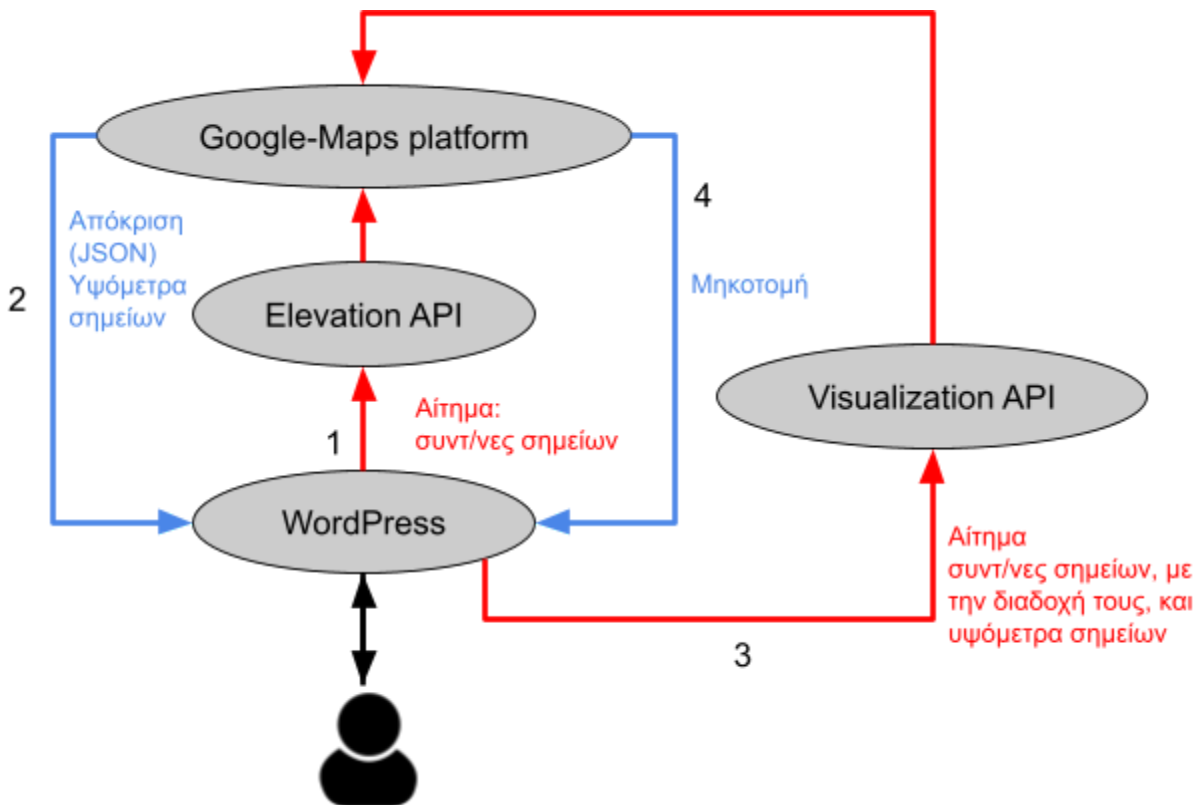 Google-Maps platform
4
Απόκριση
(JSON)
Υψόμετρα
σημείων
2
Μηκοτομή
Elevation API
Visualization API
Αίτημα:
συντ/νες σημείων
1
WordPress
Αίτημα
συντ/νες σημείων, με
την διαδοχή τους, και
υψόμετρα σημείων
3